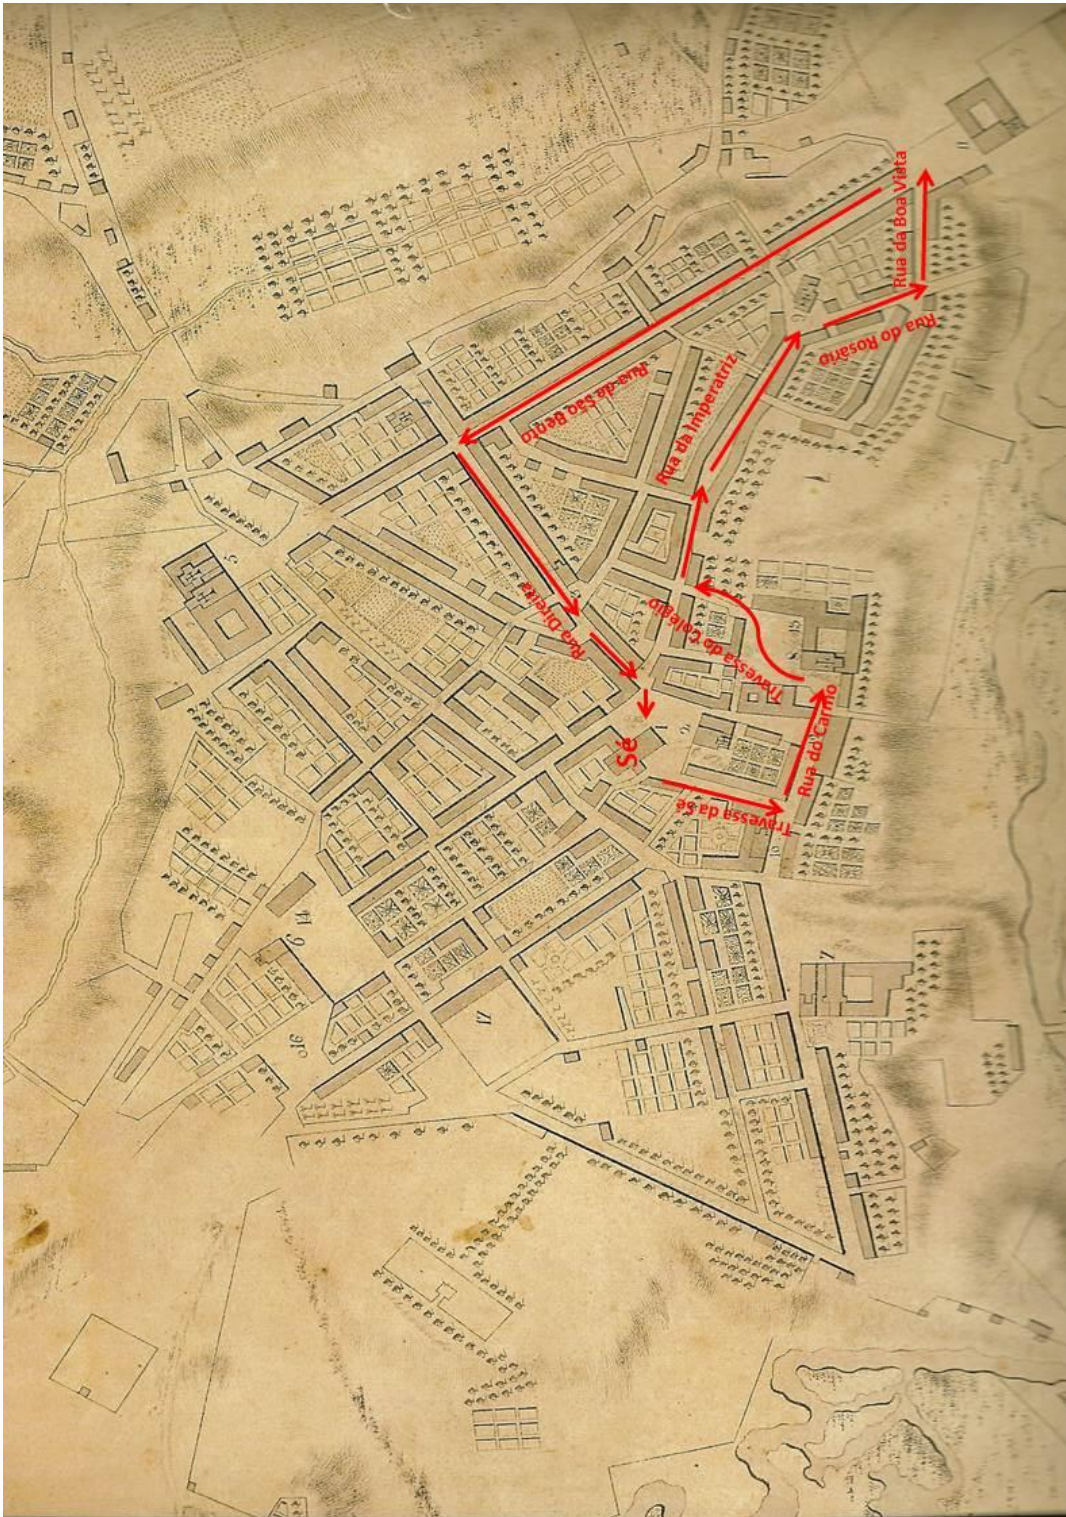 Rua da Boa Vista
Rua do Rosário
Rua de São Bento
Rua da Imperatriz
Rua Direita
Travessa do Colégio
Sé
Rua do Carmo
Travessa da Sé